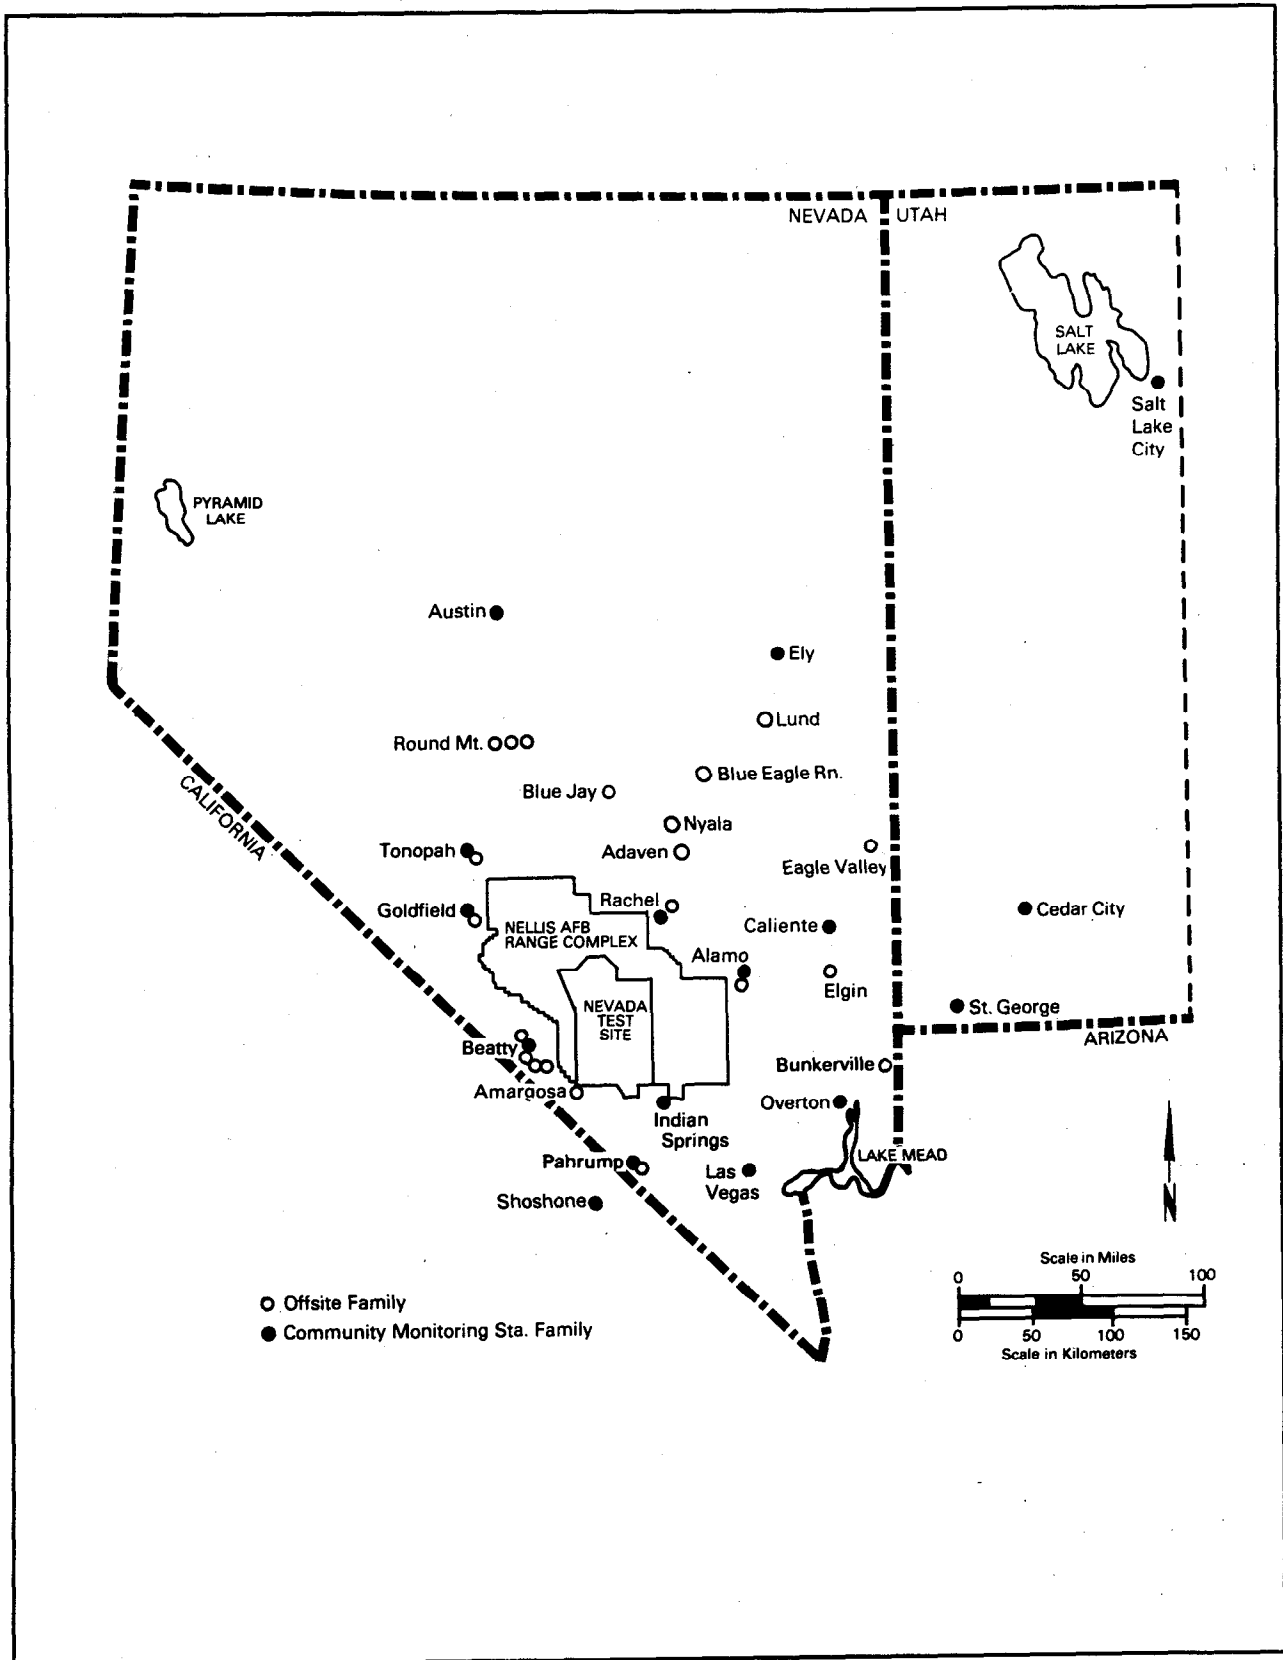 NEVADA
UTAH
SALT
LAKE
Salt
Lake
City
PYRAMID
LAKE
Austin
Ely
Lund
Round Mt.
Blue Eagle Rn.
Blue Jay
CALIFORNIA
Nyala
Tonopah
Adaven
Eagle Valley
Rachel
Goldfield
Cedar City
NELLIS AFB
RANGE COMPLEX
Caliente
Alamo
Elgin
NEVADA
TEST
SITE
St. George
ARIZONA
Beatty
Bunkerville
Amargosa
Overton
Indian
Springs
LAKE MEAD
Pahrump
Las
Vegas
Shoshone
N
Scale in Miles
0 50 100
0 50 100 150
Scale in Kilometers
Offsite Family
Community Monitoring Sta. Family